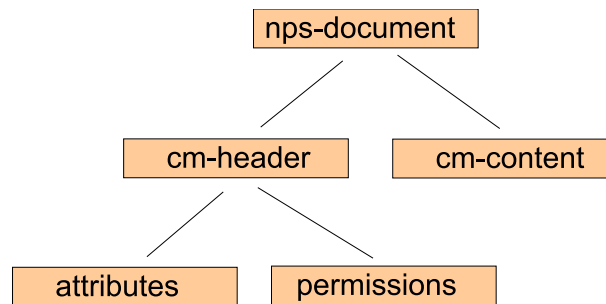 nps-document
cm-header
cm-content
attributes
permissions